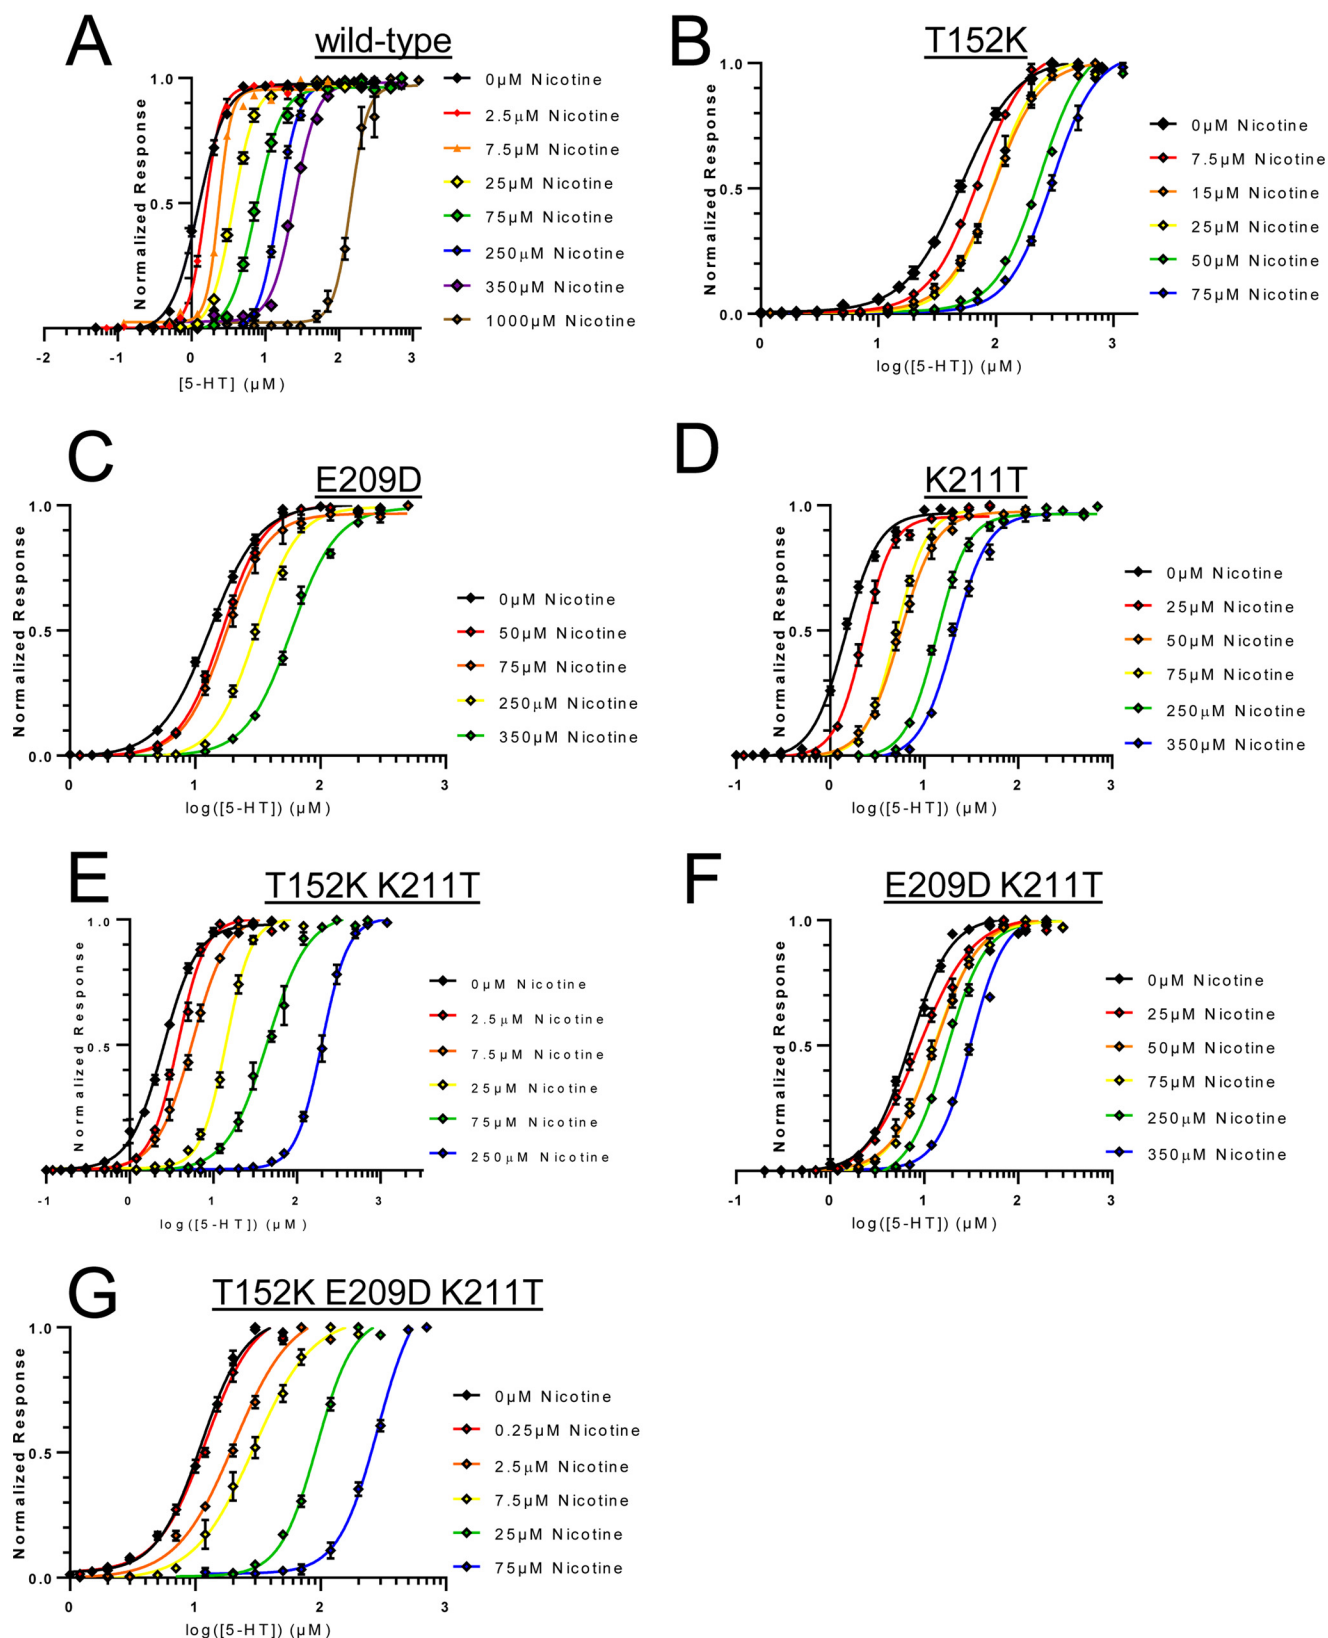 A
wild-type
Normalized Response
1.0
0.5
-2 -1 0 1 2 3
[5-HT] (µM)
0µM Nicotine
2.5µM Nicotine
7.5µM Nicotine
25µM Nicotine
75µM Nicotine
250µM Nicotine
350µM Nicotine
1000µM Nicotine
B
T152K
Normalized Response
1.0
0.5
0.0
0 1 2 3
log([5-HT]) (µM)
0µM Nicotine
7.5µM Nicotine
15µM Nicotine
25µM Nicotine
50µM Nicotine
75µM Nicotine
C
E209D
Normalized Response
1.0
0.5
0.0
0 1 2 3
log([5-HT]) (µM)
0µM Nicotine
50µM Nicotine
75µM Nicotine
250µM Nicotine
350µM Nicotine
D
K211T
Normalized Response
1.0
0.5
0.0
-1 0 1 2 3
log([5-HT]) (µM)
0µM Nicotine
25µM Nicotine
50µM Nicotine
75µM Nicotine
250µM Nicotine
350µM Nicotine
E
T152K K211T
Normalized Response
1.0
0.5
0.0
-1 0 1 2 3
log([5-HT]) (µM)
0µM Nicotine
2.5µM Nicotine
7.5µM Nicotine
25µM Nicotine
75µM Nicotine
250µM Nicotine
F
E209D K211T
Normalized Response
1.0
0.5
0.0
-1 0 1 2 3
log([5-HT]) (µM)
0µM Nicotine
25µM Nicotine
50µM Nicotine
75µM Nicotine
250µM Nicotine
350µM Nicotine
G
T152K E209D K211T
Normalized Response
1.0
0.5
0.0
0 1 2 3
log([5-HT]) (µM)
0µM Nicotine
0.25µM Nicotine
2.5µM Nicotine
7.5µM Nicotine
25µM Nicotine
75µM Nicotine